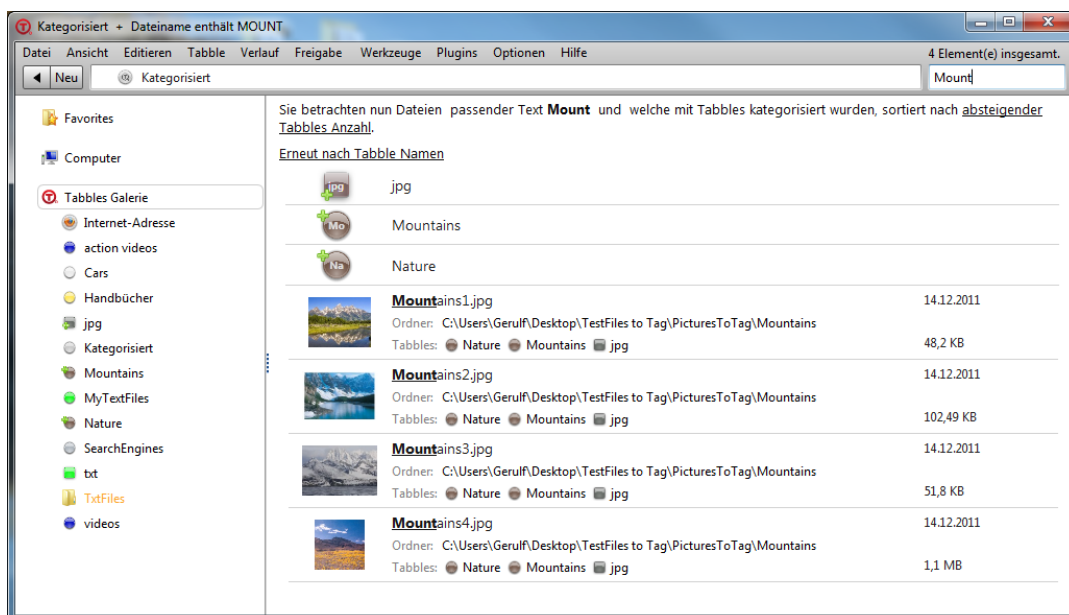 Kategorisiert + Dateiname enthält MOUNT
Datei Ansicht Editieren Tabble Verlauf Freigabe Werkzeuge Plugins Optionen Hilfe 4 Element(e) insgesamt.
Neu Kategorisiert Mount
Favorites
Computer
Tabbles Galerie
Internet-Adresse
action videos
Cars
Handbücher
jpg
Kategorisiert
Mountains
MyTextFiles
Nature
SearchEngines
txt
TxtFiles
videos
Sie betrachten nun Dateien passender Text Mount und welche mit Tabbles kategorisiert wurden, sortiert nach absteigender
Tabbles Anzahl.
Erneut nach Tabble Namen
jpg jpg
Mo Mountains
Na Nature
Mountains1.jpg 14.12.2011
Ordner: C:\Users\Gerulf\Desktop\TestFiles to Tag\PicturesToTag\Mountains
Tabbles: Nature Mountains jpg 48,2 KB
Mountains2.jpg 14.12.2011
Ordner: C:\Users\Gerulf\Desktop\TestFiles to Tag\PicturesToTag\Mountains
Tabbles: Nature Mountains jpg 102,49 KB
Mountains3.jpg 14.12.2011
Ordner: C:\Users\Gerulf\Desktop\TestFiles to Tag\PicturesToTag\Mountains
Tabbles: Nature Mountains jpg 51,8 KB
Mountains4.jpg 14.12.2011
Ordner: C:\Users\Gerulf\Desktop\TestFiles to Tag\PicturesToTag\Mountains
Tabbles: Nature Mountains jpg 1,1 MB